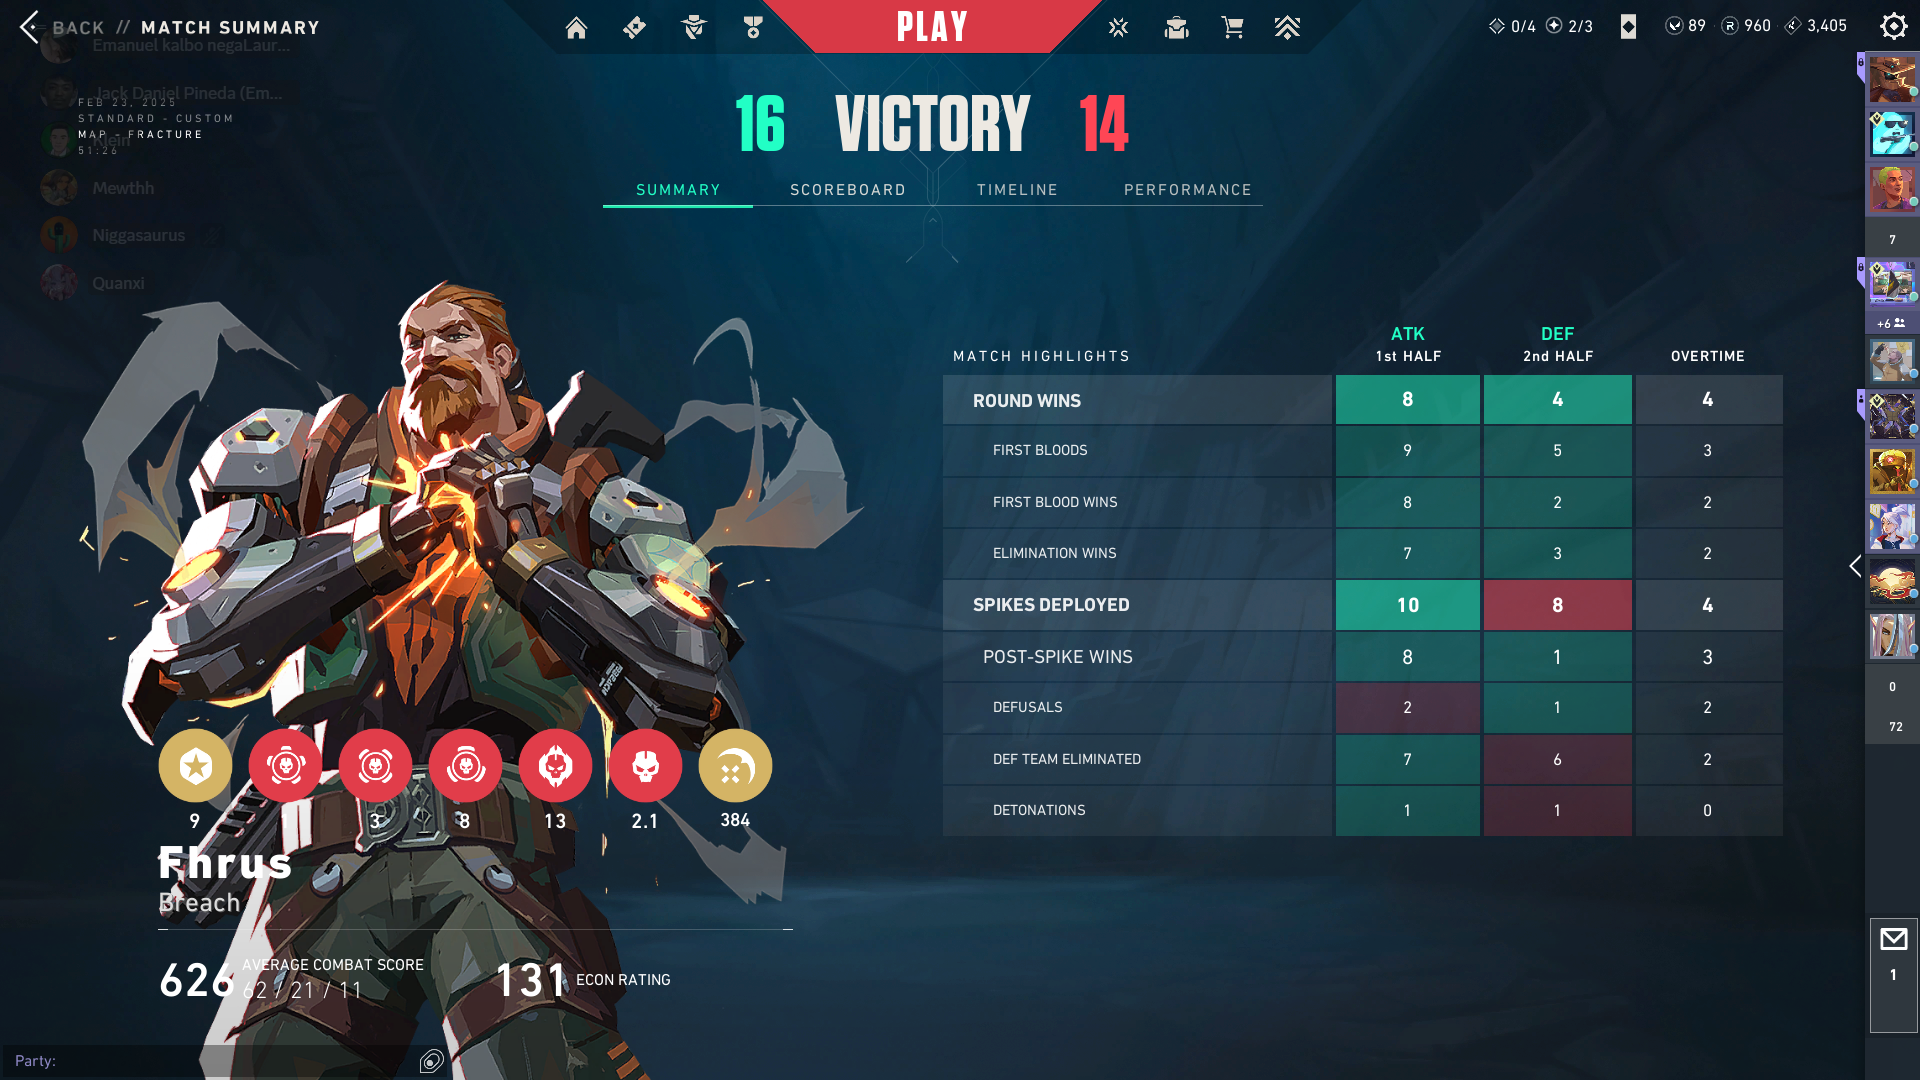 BACK // MATCH SUMMARY
PLAY
0/4 2/3 89 960 3,405
Emanuel kalbo negaLaur...
Jack Daniel Pineda (Em...
FEB 23, 2025
STANDARD - CUSTOM
MAP - FRACTURE
Klein
51:26
Mewthh
Niggasaurus
Quanxi
16 VICTORY 14
SUMMARY SCOREBOARD TIMELINE PERFORMANCE
MATCH HIGHLIGHTS
ATK 1st HALF
DEF 2nd HALF
OVERTIME
ROUND WINS 8 4 4
FIRST BLOODS 9 5 3
FIRST BLOOD WINS 8 2 2
ELIMINATION WINS 7 3 2
SPIKES DEPLOYED 10 8 4
POST-SPIKE WINS 8 1 3
DEFUSALS 2 1 2
DEF TEAM ELIMINATED 7 6 2
DETONATIONS 1 1 0
9 1 3 8 13 2.1 384
Fhrus
Breach
626 AVERAGE COMBAT SCORE
62 / 21 / 11
131 ECON RATING
Party:
7
+6
0
72
1